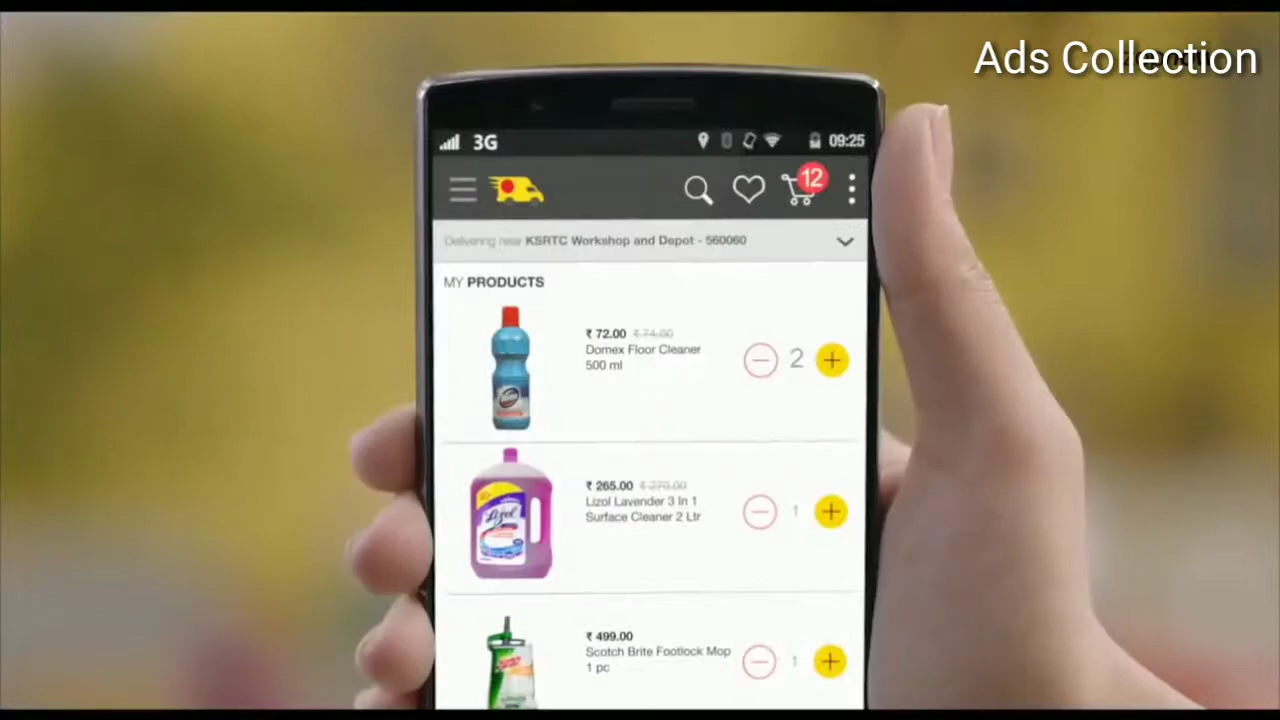 Ads Collection
3G
09:25
12
Delivering near KSRTC Workshop and Depot - 560060
MY PRODUCTS
₹ 72.00 ₹ 74.00
Domex Floor Cleaner
500 ml
2
₹ 265.00 ₹ 270.00
Lizol Lavender 3 In 1
Surface Cleaner 2 Ltr
1
Lizol
₹ 499.00
Scotch Brite Footlock Mop
1 pc
1